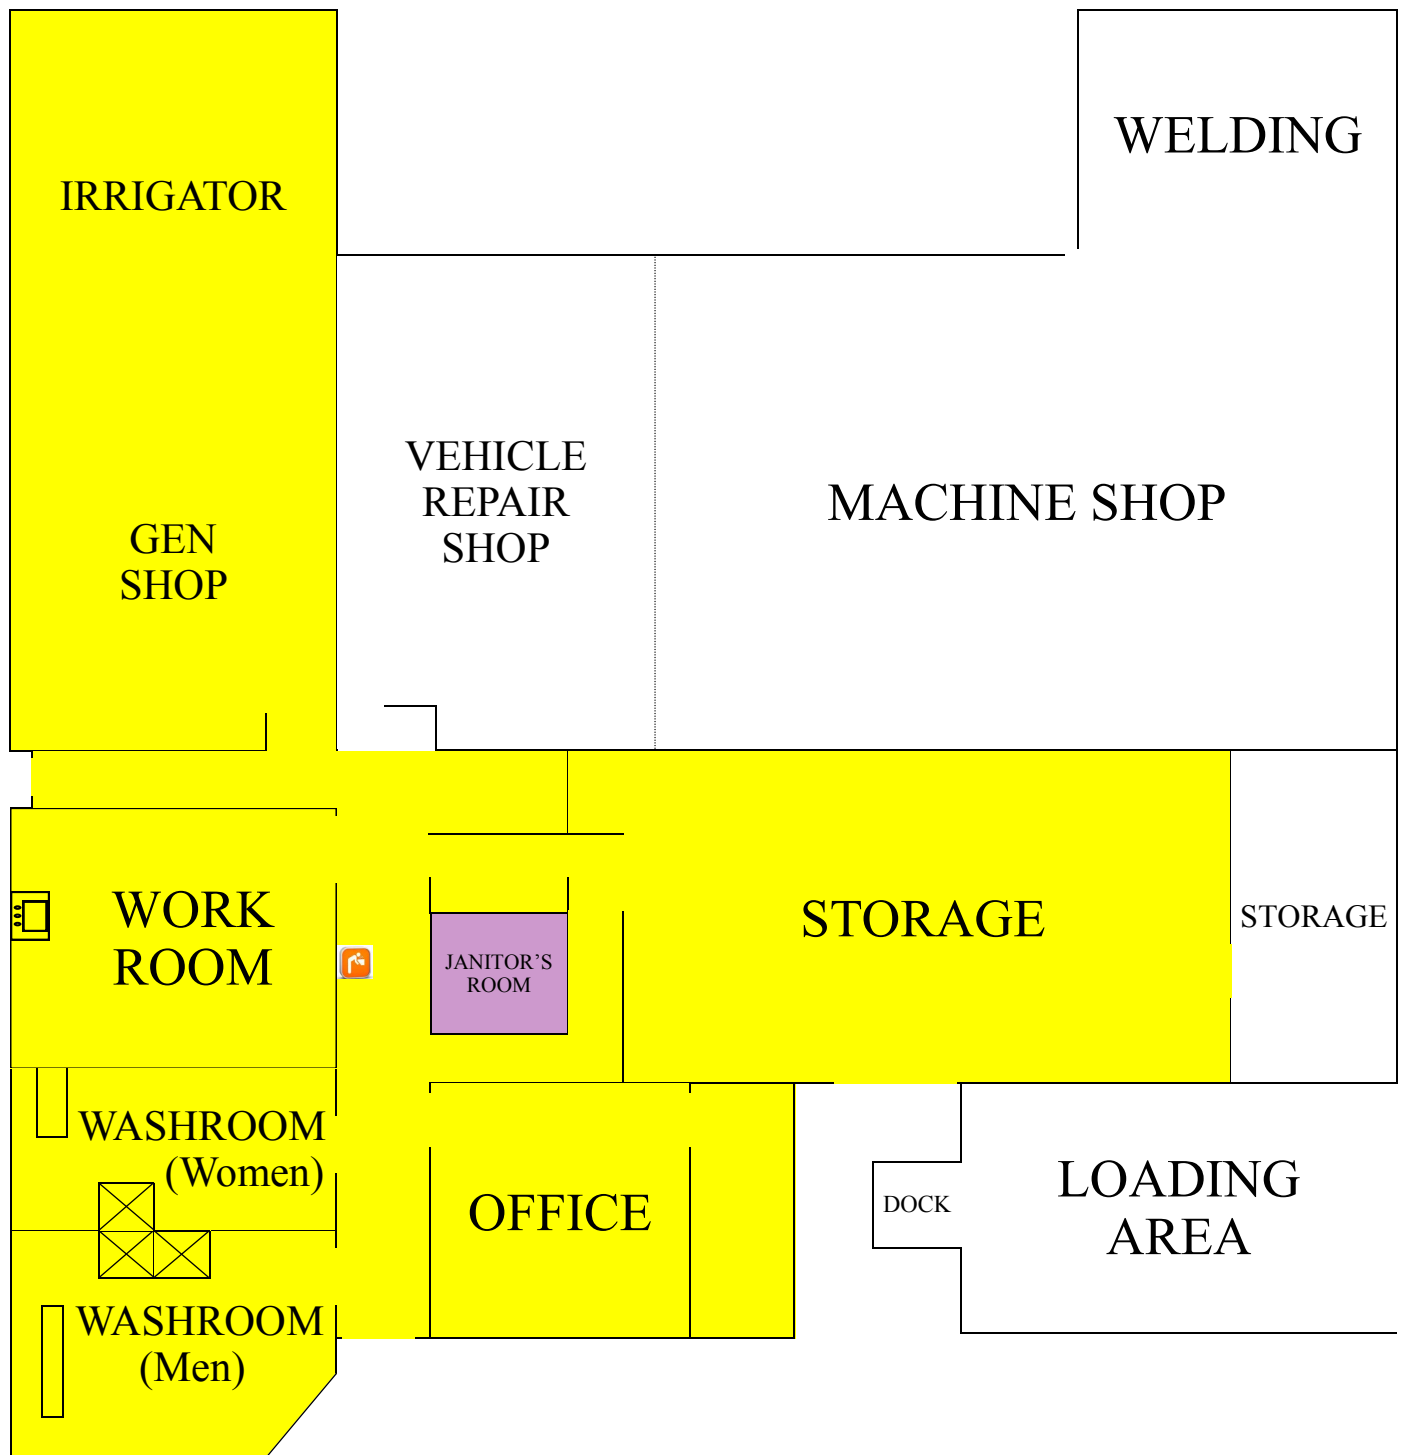 WELDING
IRRIGATOR
VEHICLE
REPAIR
SHOP
MACHINE SHOP
GEN
SHOP
WORK
ROOM
STORAGE
STORAGE
JANITOR’S
ROOM
WASHROOM
(Women)
OFFICE
DOCK
LOADING
AREA
WASHROOM
(Men)